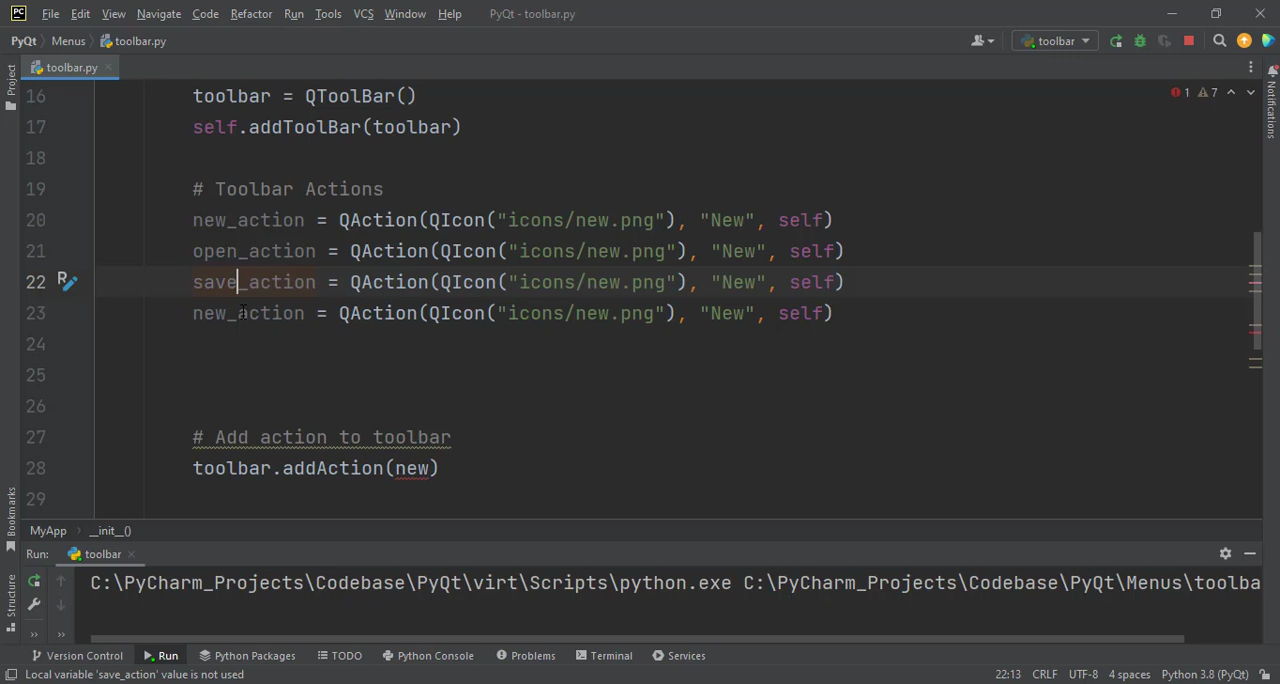 PC File Edit View Navigate Code Refactor Run Tools VCS Window Help PyQt - toolbar.py
PyQt Menus toolbar.py toolbar
Project
toolbar.py
Notifications
1 7
16 toolbar = QToolBar()
17 self.addToolBar(toolbar)
18
19 # Toolbar Actions
20 new_action = QAction(QIcon("icons/new.png"), "New", self)
21 open_action = QAction(QIcon("icons/new.png"), "New", self)
22 save_action = QAction(QIcon("icons/new.png"), "New", self)
23 new_action = QAction(QIcon("icons/new.png"), "New", self)
24
25
26
27 # Add action to toolbar
28 toolbar.addAction(new)
29
Bookmarks
Structure
MyApp __init__()
Run: toolbar
C:\PyCharm_Projects\Codebase\PyQt\virt\Scripts\python.exe C:\PyCharm_Projects\Codebase\PyQt\Menus\toolba
Version Control Run Python Packages TODO Python Console Problems Terminal Services
Local variable 'save_action' value is not used 22:13 CRLF UTF-8 4 spaces Python 3.8 (PyQt)